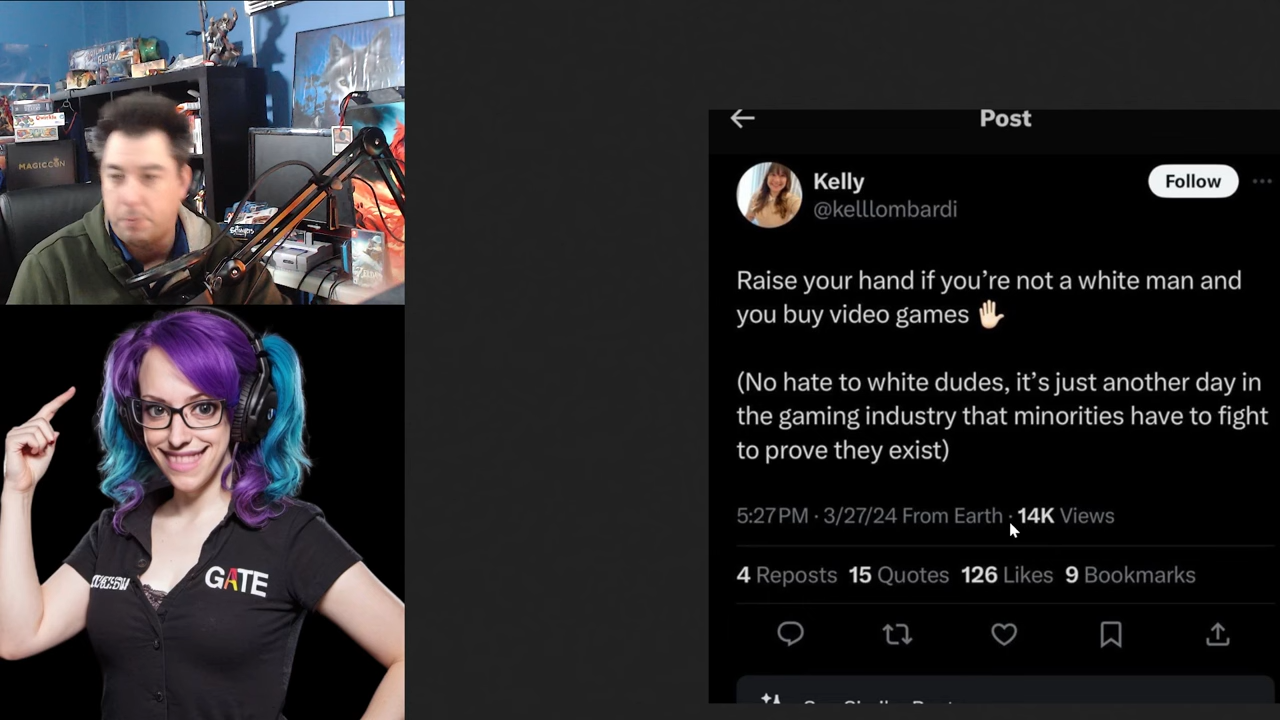 MAGICCON
GATE
Post
Kelly
@kelllombardi
Follow
Raise your hand if you're not a white man and
you buy video games 🖐🏻
(No hate to white dudes, it's just another day in
the gaming industry that minorities have to fight
to prove they exist)
5:27 PM · 3/27/24 From Earth · 14K Views
4 Reposts 15 Quotes 126 Likes 9 Bookmarks